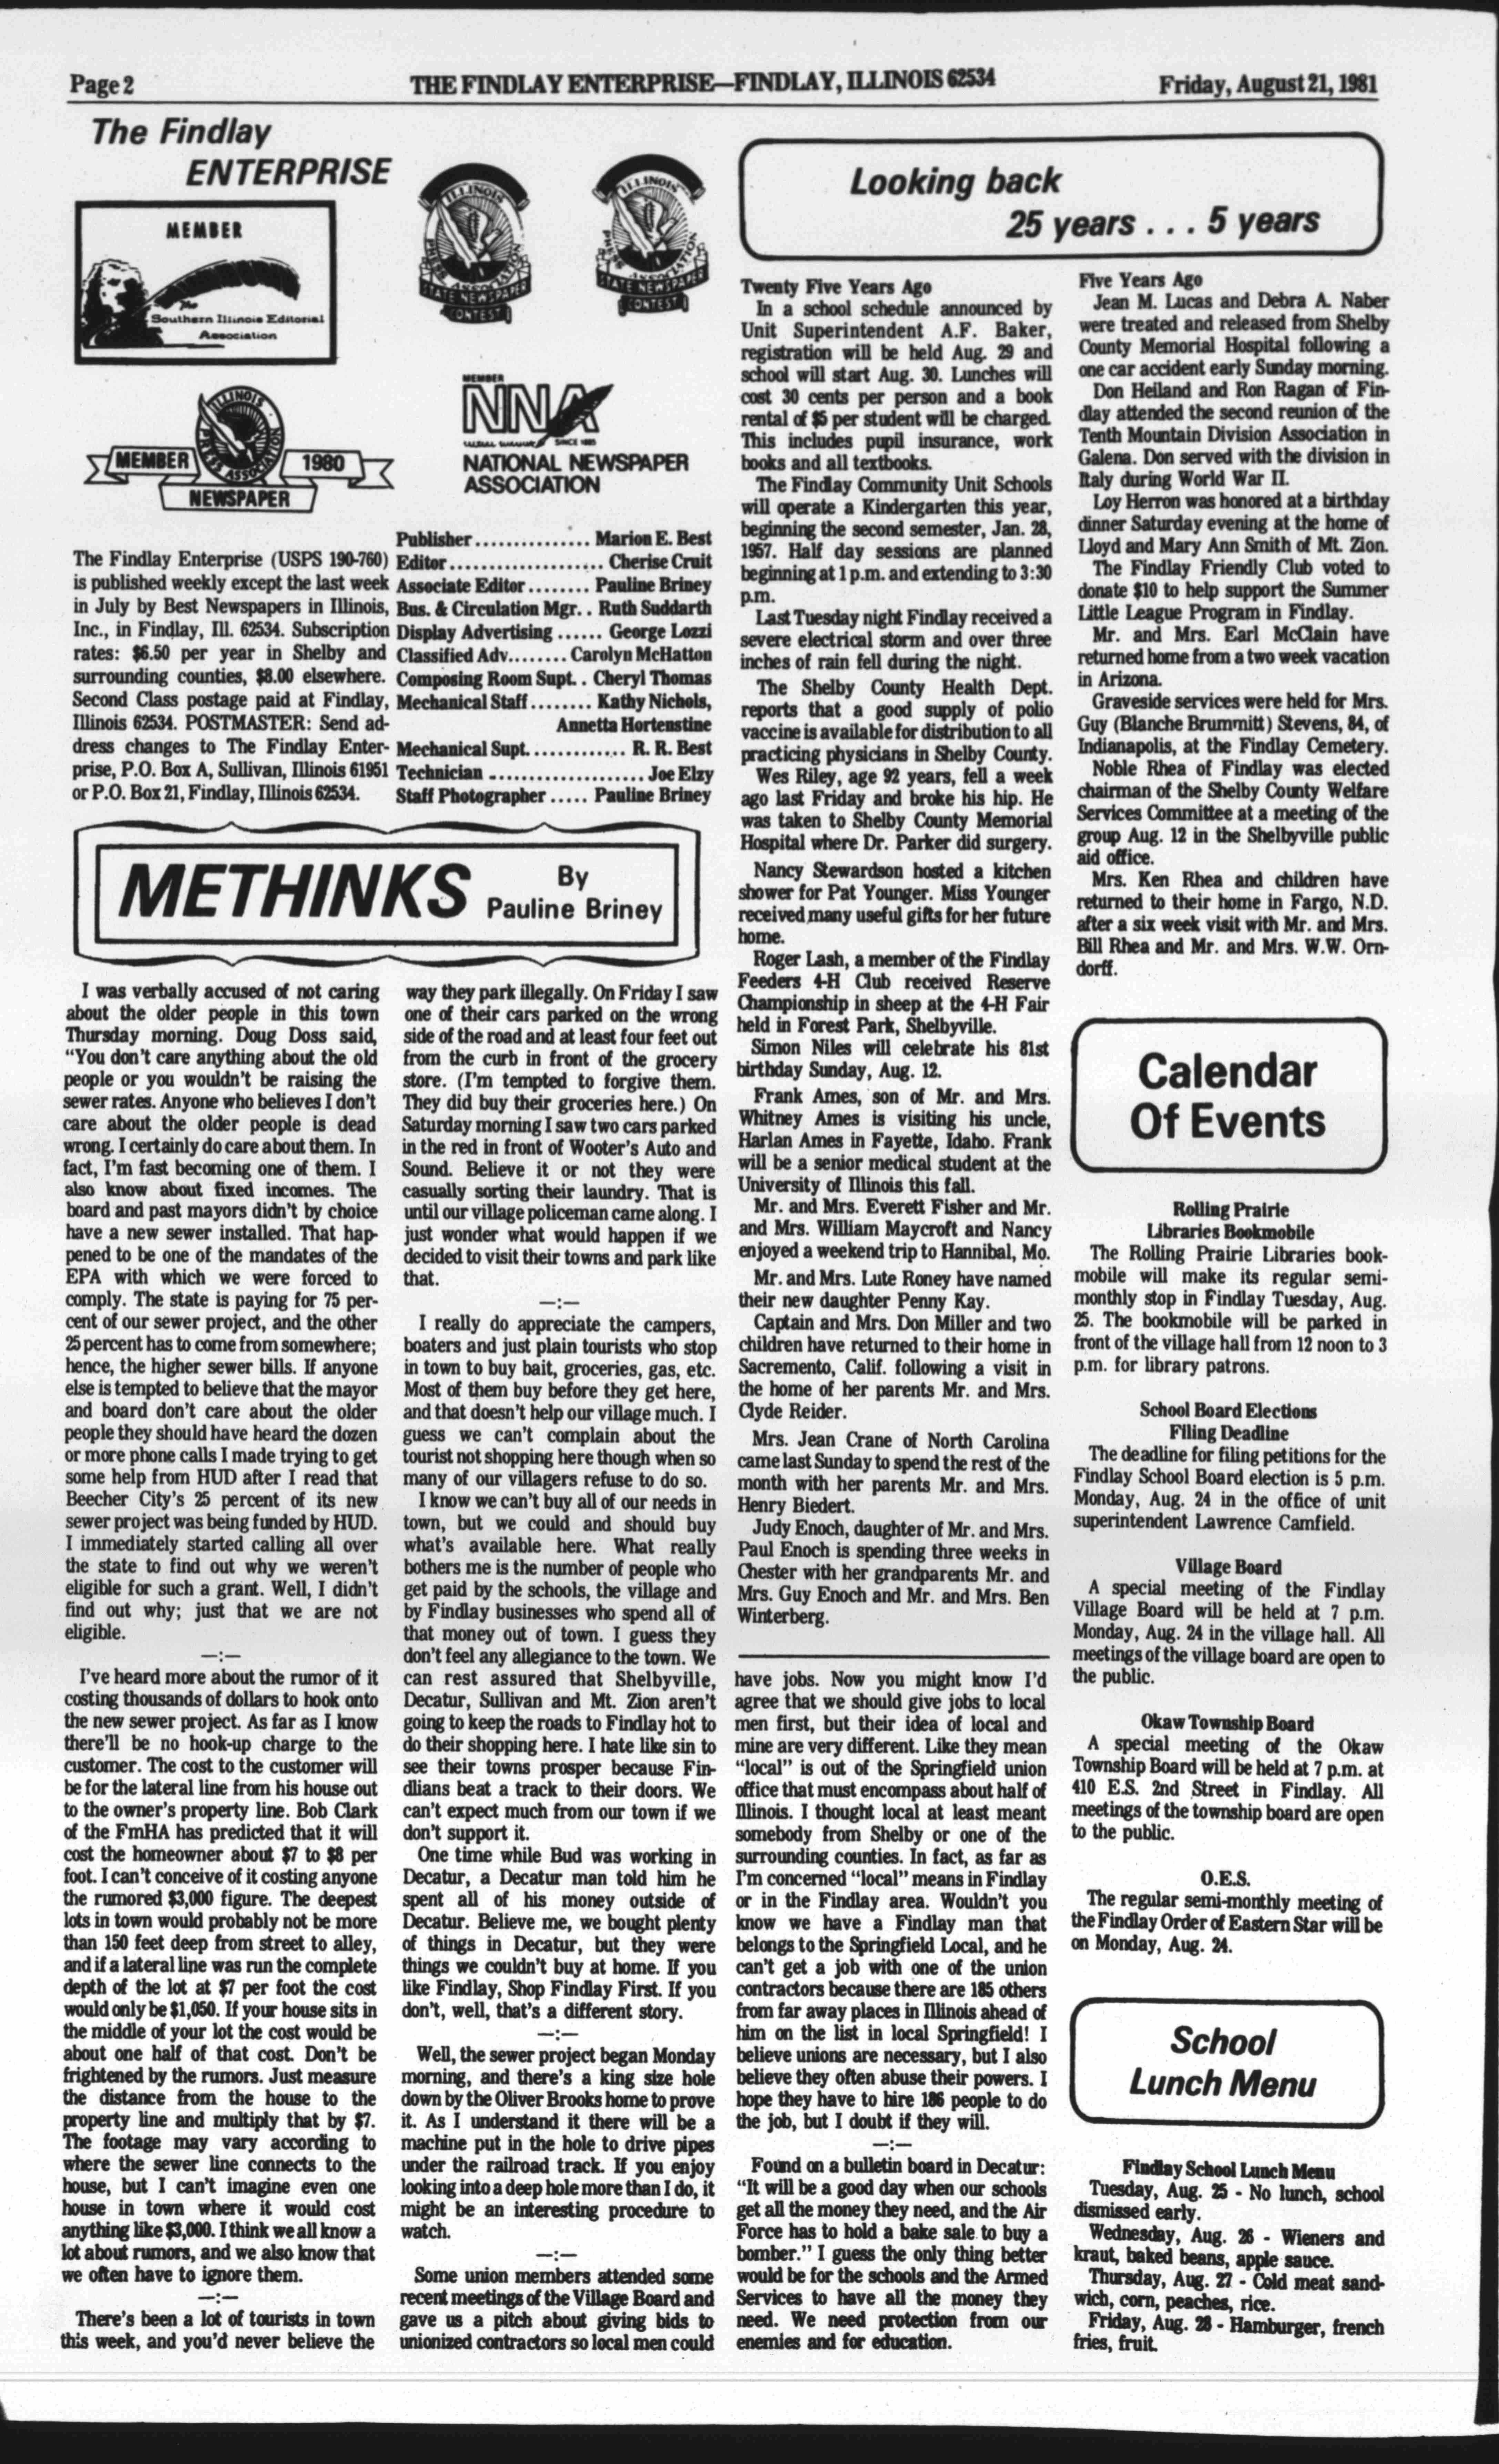 Page 2
THE FINDLAY ENTERPRISE—FINDLAY, ILLINOIS 62534
Friday, August 21, 1981
The Findlay
ENTERPRISE
MEMBER
The
Southern Illinois Editorial
Association
ILLINOIS
PRESS ASSOCIATION
STATE NEWSPAPER
CONTEST
ILLINOIS
PRESS ASSOCIATION
STATE NEWSPAPER
CONTEST
ILLINOIS
PRESS ASSOCIATION
MEMBER
1980
NEWSPAPER
MEMBER
NNA
SINCE 1885
NATIONAL NEWSPAPER
ASSOCIATION
The Findlay Enterprise (USPS 190-760)
is published weekly except the last week
in July by Best Newspapers in Illinois,
Inc., in Findlay, Ill. 62534. Subscription
rates: $6.50 per year in Shelby and
surrounding counties, $8.00 elsewhere.
Second Class postage paid at Findlay,
Illinois 62534. POSTMASTER: Send ad-
dress changes to The Findlay Enter-
prise, P.O. Box A, Sullivan, Illinois 61951
or P.O. Box 21, Findlay, Illinois 62534.
Publisher . . . . . . . . . . . . . . . Marion E. Best
Editor . . . . . . . . . . . . . . . . . . . . Cherise Cruit
Associate Editor . . . . . . . . Pauline Briney
Bus. & Circulation Mgr. . Ruth Suddarth
Display Advertising . . . . . . George Lozzi
Classified Adv. . . . . . . . Carolyn McHatton
Composing Room Supt. . Cheryl Thomas
Mechanical Staff . . . . . . . . Kathy Nichols,
Annetta Hortenstine
Mechanical Supt. . . . . . . . . . . . . R. R. Best
Technician . . . . . . . . . . . . . . . . . . . . Joe Elzy
Staff Photographer . . . . . Pauline Briney
METHINKS
By
Pauline Briney
I was verbally accused of not caring
about the older people in this town
Thursday morning. Doug Doss said,
"You don't care anything about the old
people or you wouldn't be raising the
sewer rates. Anyone who believes I don't
care about the older people is dead
wrong. I certainly do care about them. In
fact, I'm fast becoming one of them. I
also know about fixed incomes. The
board and past mayors didn't by choice
have a new sewer installed. That hap-
pened to be one of the mandates of the
EPA with which we were forced to
comply. The state is paying for 75 per-
cent of our sewer project, and the other
25 percent has to come from somewhere;
hence, the higher sewer bills. If anyone
else is tempted to believe that the mayor
and board don't care about the older
people they should have heard the dozen
or more phone calls I made trying to get
some help from HUD after I read that
Beecher City's 25 percent of its new
sewer project was being funded by HUD.
I immediately started calling all over
the state to find out why we weren't
eligible for such a grant. Well, I didn't
find out why; just that we are not
eligible.
—:—
I've heard more about the rumor of it
costing thousands of dollars to hook onto
the new sewer project. As far as I know
there'll be no hook-up charge to the
customer. The cost to the customer will
be for the lateral line from his house out
to the owner's property line. Bob Clark
of the FmHA has predicted that it will
cost the homeowner about $7 to $8 per
foot. I can't conceive of it costing anyone
the rumored $3,000 figure. The deepest
lots in town would probably not be more
than 150 feet deep from street to alley,
and if a lateral line was run the complete
depth of the lot at $7 per foot the cost
would only be $1,050. If your house sits in
the middle of your lot the cost would be
about one half of that cost. Don't be
frightened by the rumors. Just measure
the distance from the house to the
property line and multiply that by $7.
The footage may vary according to
where the sewer line connects to the
house, but I can't imagine even one
house in town where it would cost
anything like $3,000. I think we all know a
lot about rumors, and we also know that
we often have to ignore them.
—:—
There's been a lot of tourists in town
this week, and you'd never believe the
way they park illegally. On Friday I saw
one of their cars parked on the wrong
side of the road and at least four feet out
from the curb in front of the grocery
store. (I'm tempted to forgive them.
They did buy their groceries here.) On
Saturday morning I saw two cars parked
in the red in front of Wooter's Auto and
Sound. Believe it or not they were
casually sorting their laundry. That is
until our village policeman came along. I
just wonder what would happen if we
decided to visit their towns and park like
that.
—:—
I really do appreciate the campers,
boaters and just plain tourists who stop
in town to buy bait, groceries, gas, etc.
Most of them buy before they get here,
and that doesn't help our village much. I
guess we can't complain about the
tourist not shopping here though when so
many of our villagers refuse to do so.
I know we can't buy all of our needs in
town, but we could and should buy
what's available here. What really
bothers me is the number of people who
get paid by the schools, the village and
by Findlay businesses who spend all of
that money out of town. I guess they
don't feel any allegiance to the town. We
can rest assured that Shelbyville,
Decatur, Sullivan and Mt. Zion aren't
going to keep the roads to Findlay hot to
do their shopping here. I hate like sin to
see their towns prosper because Fin-
dlians beat a track to their doors. We
can't expect much from our town if we
don't support it.
One time while Bud was working in
Decatur, a Decatur man told him he
spent all of his money outside of
Decatur. Believe me, we bought plenty
of things in Decatur, but they were
things we couldn't buy at home. If you
like Findlay, Shop Findlay First. If you
don't, well, that's a different story.
—:—
Well, the sewer project began Monday
morning, and there's a king size hole
down by the Oliver Brooks home to prove
it. As I understand it there will be a
machine put in the hole to drive pipes
under the railroad track. If you enjoy
looking into a deep hole more than I do, it
might be an interesting procedure to
watch.
—:—
Some union members attended some
recent meetings of the Village Board and
gave us a pitch about giving bids to
unionized contractors so local men could
have jobs. Now you might know I'd
agree that we should give jobs to local
men first, but their idea of local and
mine are very different. Like they mean
"local" is out of the Springfield union
office that must encompass about half of
Illinois. I thought local at least meant
somebody from Shelby or one of the
surrounding counties. In fact, as far as
I'm concerned "local" means in Findlay
or in the Findlay area. Wouldn't you
know we have a Findlay man that
belongs to the Springfield Local, and he
can't get a job with one of the union
contractors because there are 185 others
from far away places in Illinois ahead of
him on the list in local Springfield! I
believe unions are necessary, but I also
believe they often abuse their powers. I
hope they have to hire 186 people to do
the job, but I doubt if they will.
—:—
Found on a bulletin board in Decatur:
"It will be a good day when our schools
get all the money they need, and the Air
Force has to hold a bake sale to buy a
bomber." I guess the only thing better
would be for the schools and the Armed
Services to have all the money they
need. We need protection from our
enemies and for education.
Looking back
25 years . . . 5 years
Twenty Five Years Ago
In a school schedule announced by
Unit Superintendent A.F. Baker,
registration will be held Aug. 29 and
school will start Aug. 30. Lunches will
cost 30 cents per person and a book
rental of $5 per student will be charged.
This includes pupil insurance, work
books and all textbooks.
The Findlay Community Unit Schools
will operate a Kindergarten this year,
beginning the second semester, Jan. 28,
1957. Half day sessions are planned
beginning at 1 p.m. and extending to 3:30
p.m.
Last Tuesday night Findlay received a
severe electrical storm and over three
inches of rain fell during the night.
The Shelby County Health Dept.
reports that a good supply of polio
vaccine is available for distribution to all
practicing physicians in Shelby County.
Wes Riley, age 92 years, fell a week
ago last Friday and broke his hip. He
was taken to Shelby County Memorial
Hospital where Dr. Parker did surgery.
Nancy Stewardson hosted a kitchen
shower for Pat Younger. Miss Younger
received many useful gifts for her future
home.
Roger Lash, a member of the Findlay
Feeders 4-H Club received Reserve
Championship in sheep at the 4-H Fair
held in Forest Park, Shelbyville.
Simon Niles will celebrate his 81st
birthday Sunday, Aug. 12.
Frank Ames, son of Mr. and Mrs.
Whitney Ames is visiting his uncle,
Harlan Ames in Fayette, Idaho. Frank
will be a senior medical student at the
University of Illinois this fall.
Mr. and Mrs. Everett Fisher and Mr.
and Mrs. William Maycroft and Nancy
enjoyed a weekend trip to Hannibal, Mo.
Mr. and Mrs. Lute Roney have named
their new daughter Penny Kay.
Captain and Mrs. Don Miller and two
children have returned to their home in
Sacremento, Calif. following a visit in
the home of her parents Mr. and Mrs.
Clyde Reider.
Mrs. Jean Crane of North Carolina
came last Sunday to spend the rest of the
month with her parents Mr. and Mrs.
Henry Biedert.
Judy Enoch, daughter of Mr. and Mrs.
Paul Enoch is spending three weeks in
Chester with her grandparents Mr. and
Mrs. Guy Enoch and Mr. and Mrs. Ben
Winterberg.
Five Years Ago
Jean M. Lucas and Debra A. Naber
were treated and released from Shelby
County Memorial Hospital following a
one car accident early Sunday morning.
Don Heiland and Ron Ragan of Fin-
dlay attended the second reunion of the
Tenth Mountain Division Association in
Galena. Don served with the division in
Italy during World War II.
Loy Herron was honored at a birthday
dinner Saturday evening at the home of
Lloyd and Mary Ann Smith of Mt. Zion.
The Findlay Friendly Club voted to
donate $10 to help support the Summer
Little League Program in Findlay.
Mr. and Mrs. Earl McClain have
returned home from a two week vacation
in Arizona.
Graveside services were held for Mrs.
Guy (Blanche Brummitt) Stevens, 84, of
Indianapolis, at the Findlay Cemetery.
Noble Rhea of Findlay was elected
chairman of the Shelby County Welfare
Services Committee at a meeting of the
group Aug. 12 in the Shelbyville public
aid office.
Mrs. Ken Rhea and children have
returned to their home in Fargo, N.D.
after a six week visit with Mr. and Mrs.
Bill Rhea and Mr. and Mrs. W.W. Orn-
dorff.
Calendar
Of Events
Rolling Prairie
Libraries Bookmobile
The Rolling Prairie Libraries book-
mobile will make its regular semi-
monthly stop in Findlay Tuesday, Aug.
25. The bookmobile will be parked in
front of the village hall from 12 noon to 3
p.m. for library patrons.
School Board Elections
Filing Deadline
The deadline for filing petitions for the
Findlay School Board election is 5 p.m.
Monday, Aug. 24 in the office of unit
superintendent Lawrence Camfield.
Village Board
A special meeting of the Findlay
Village Board will be held at 7 p.m.
Monday, Aug. 24 in the village hall. All
meetings of the village board are open to
the public.
Okaw Township Board
A special meeting of the Okaw
Township Board will be held at 7 p.m. at
410 E.S. 2nd Street in Findlay. All
meetings of the township board are open
to the public.
O.E.S.
The regular semi-monthly meeting of
the Findlay Order of Eastern Star will be
on Monday, Aug. 24.
School
Lunch Menu
Findlay School Lunch Menu
Tuesday, Aug. 25 - No lunch, school
dismissed early.
Wednesday, Aug. 26 - Wieners and
kraut, baked beans, apple sauce.
Thursday, Aug. 27 - Cold meat sand-
wich, corn, peaches, rice.
Friday, Aug. 28 - Hamburger, french
fries, fruit.